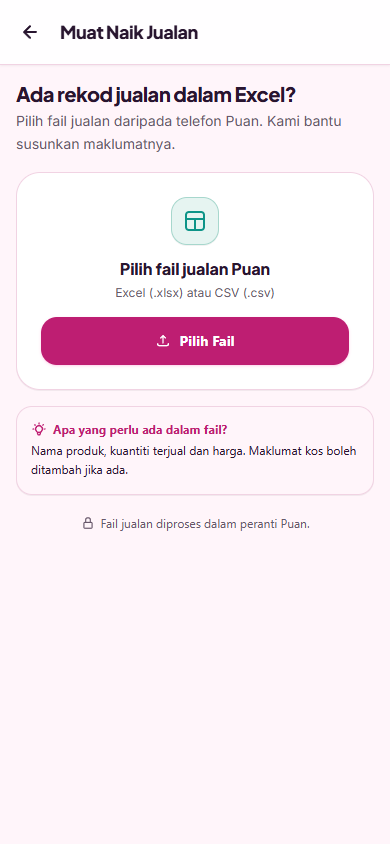 Muat Naik Jualan
Ada rekod jualan dalam Excel?
Pilih fail jualan daripada telefon Puan. Kami bantu
susunkan maklumatnya.
Pilih fail jualan Puan
Excel (.xlsx) atau CSV (.csv)
Pilih Fail
Apa yang perlu ada dalam fail?
Nama produk, kuantiti terjual dan harga. Maklumat kos boleh
ditambah jika ada.
Fail jualan diproses dalam peranti Puan.